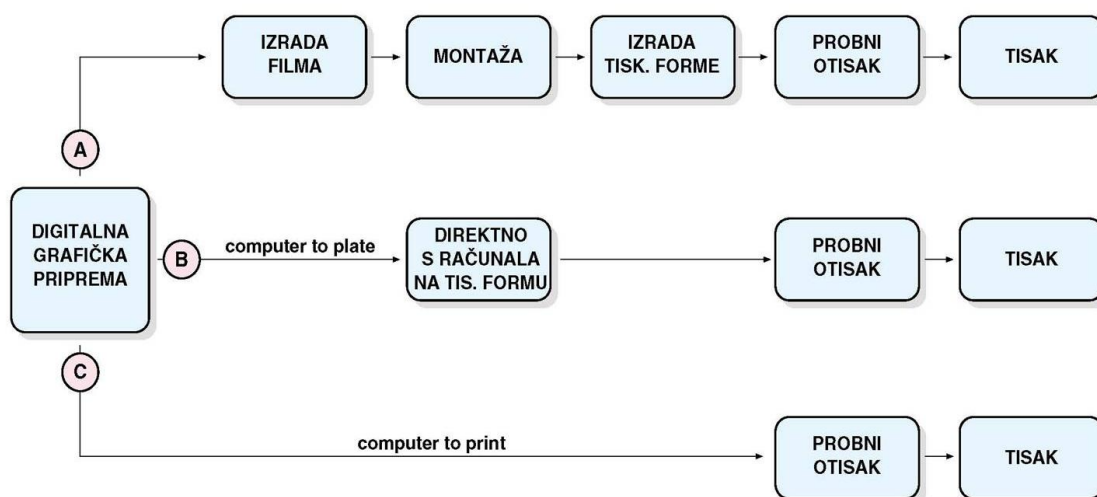 IZRADA
FILMA
MONTAŽA
IZRADA
TISK. FORME
PROBNI
OTISAK
TISAK
A
DIGITALNA
GRAFIČKA
PRIPREMA
B
computer to plate
DIREKTNO
S RAČUNALA
NA TIS. FORMU
PROBNI
OTISAK
TISAK
C
computer to print
PROBNI
OTISAK
TISAK